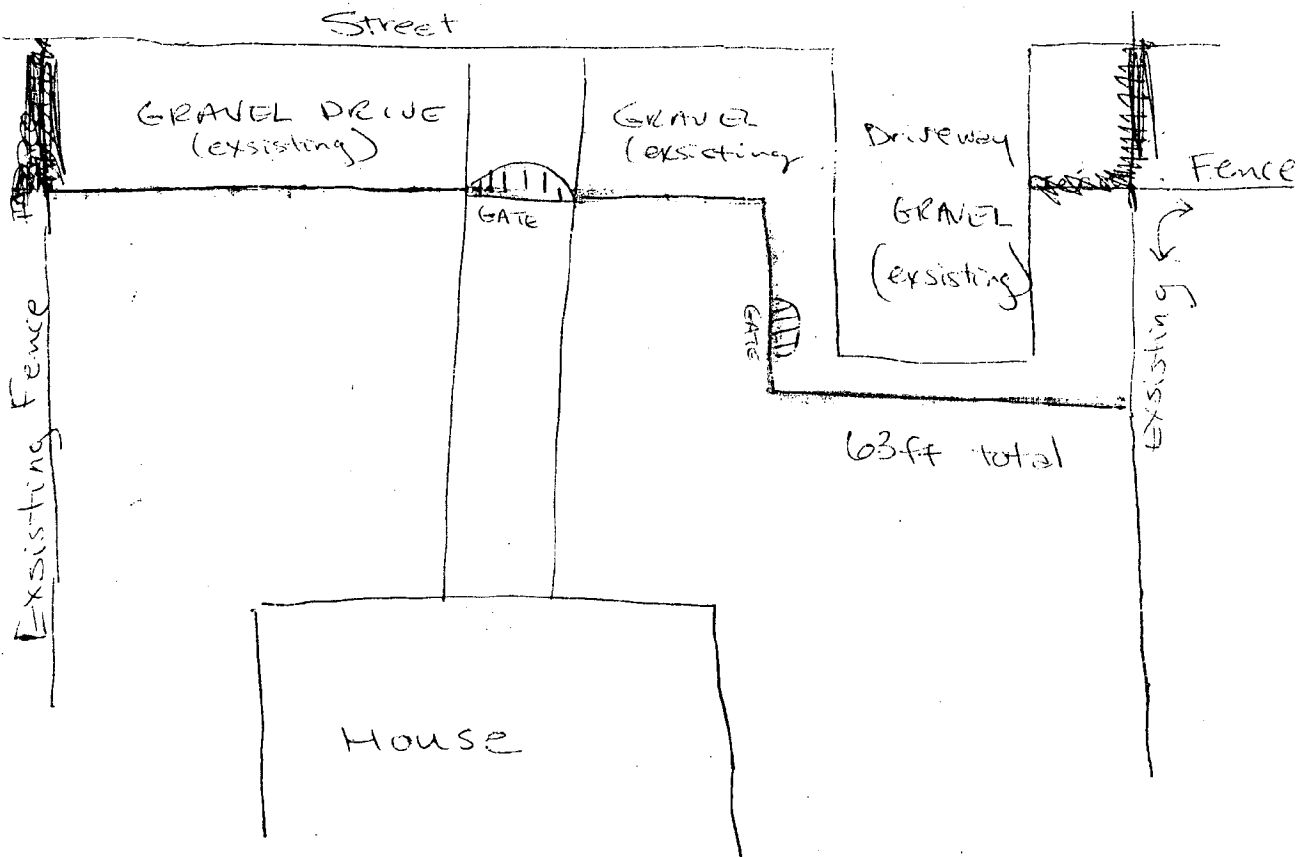 Street
GRAVEL DRIVE
(exsisting)
GRAVEL
(exsisting
Driveway
GRAVEL
(exsisting)
Fence
GATE
GATE
Exsisting
Exsisting Fence
63ft total
House